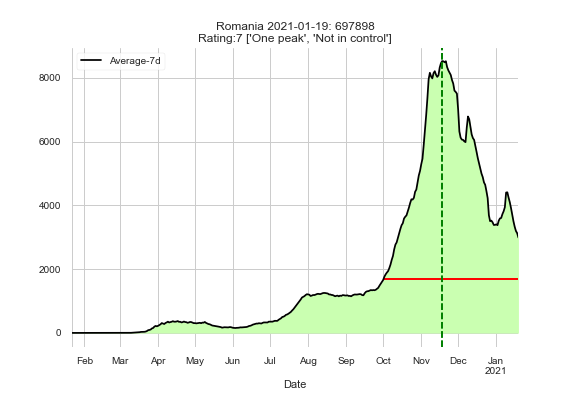 Romania 2021-01-19: 697898
Rating:7 ['One peak', 'Not in control']
Average-7d
8000
6000
4000
2000
0
Feb Mar Apr May Jun Jul Aug Sep Oct Nov Dec Jan
2021
Date